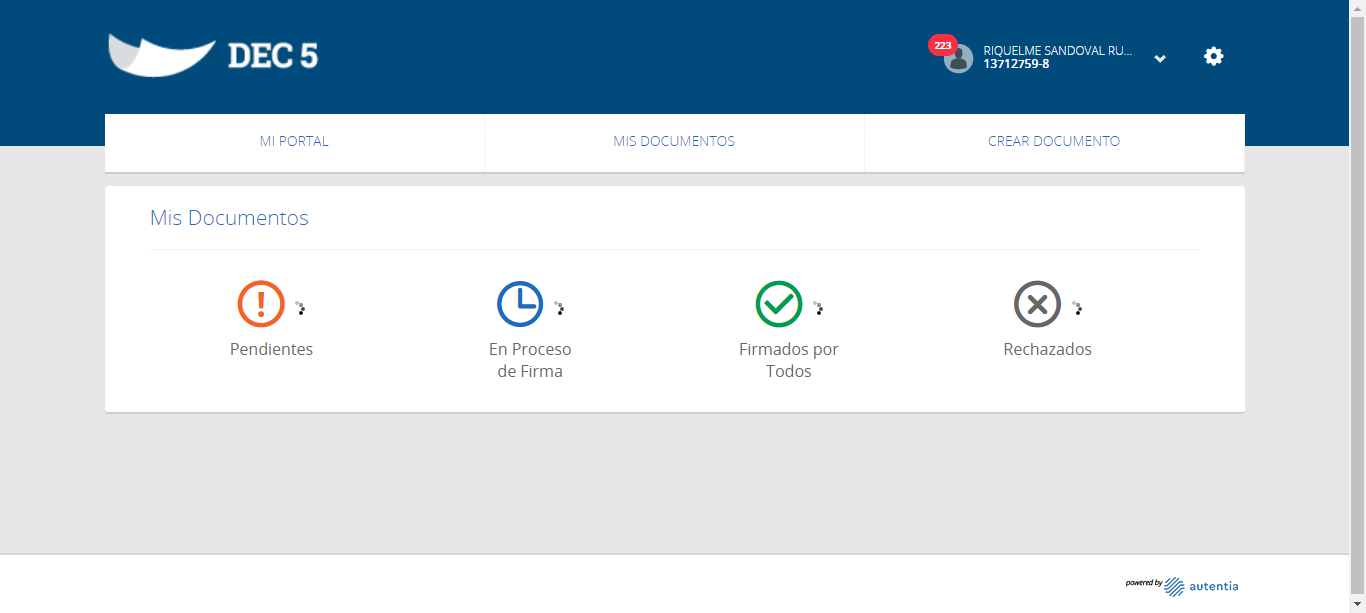 DEC 5
223
RIQUELME SANDOVAL RU...
13712759-8
MI PORTAL
MIS DOCUMENTOS
CREAR DOCUMENTO
Mis Documentos
Pendientes
En Proceso
de Firma
Firmados por
Todos
Rechazados
powered by autentia